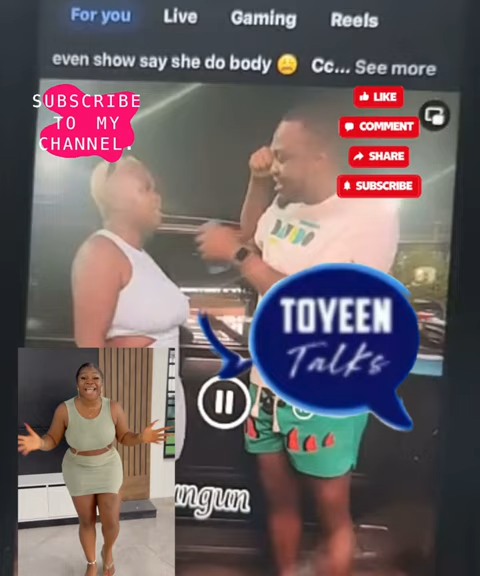 For you Live Gaming Reels
even show say she do body 😩 Cc... See more
SUBSCRIBE
TO MY
CHANNEL.
LIKE
COMMENT
SHARE
SUBSCRIBE
TOYEEN
Talks